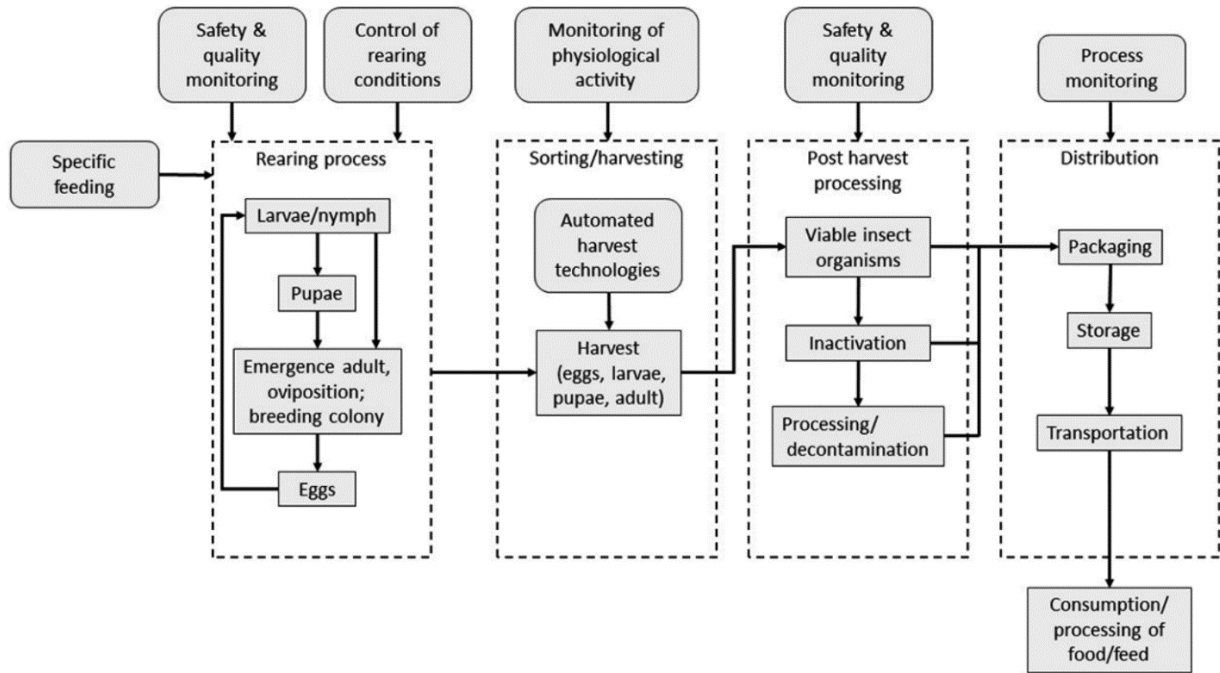 Safety &
quality
monitoring
Control of
rearing
conditions
Monitoring of
physiological
activity
Safety &
quality
monitoring
Process
monitoring
Specific
feeding
Rearing process
Larvae/nymph
Pupae
Emergence adult,
oviposition;
breeding colony
Eggs
Sorting/harvesting
Automated
harvest
technologies
Harvest
(eggs, larvae,
pupae, adult)
Post harvest
processing
Viable insect
organisms
Inactivation
Processing/
decontamination
Distribution
Packaging
Storage
Transportation
Consumption/
processing of
food/feed